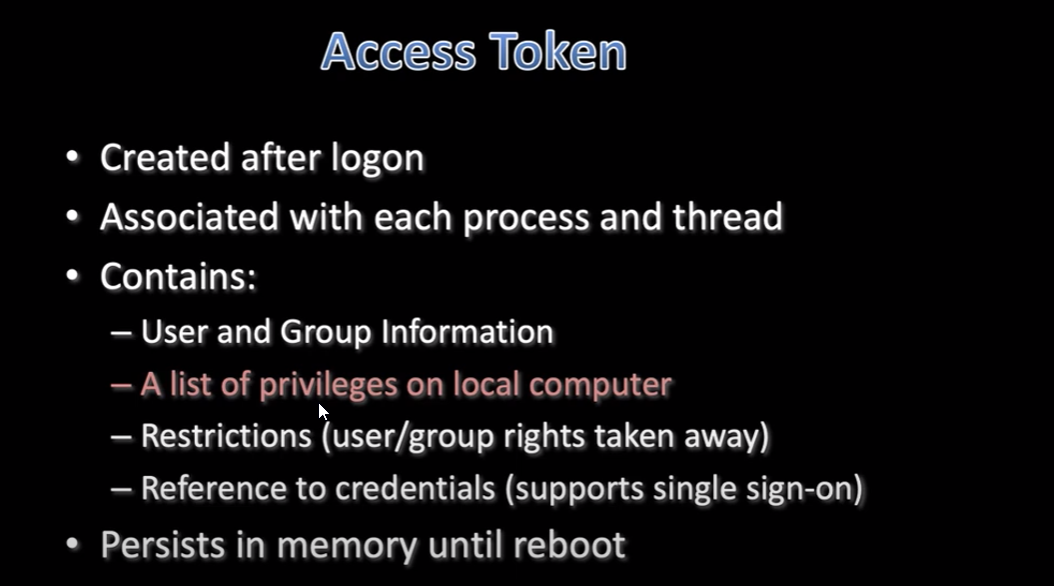 Access Token
• Created after logon
• Associated with each process and thread
• Contains:
– User and Group Information
– A list of privileges on local computer
– Restrictions (user/group rights taken away)
– Reference to credentials (supports single sign-on)
• Persists in memory until reboot